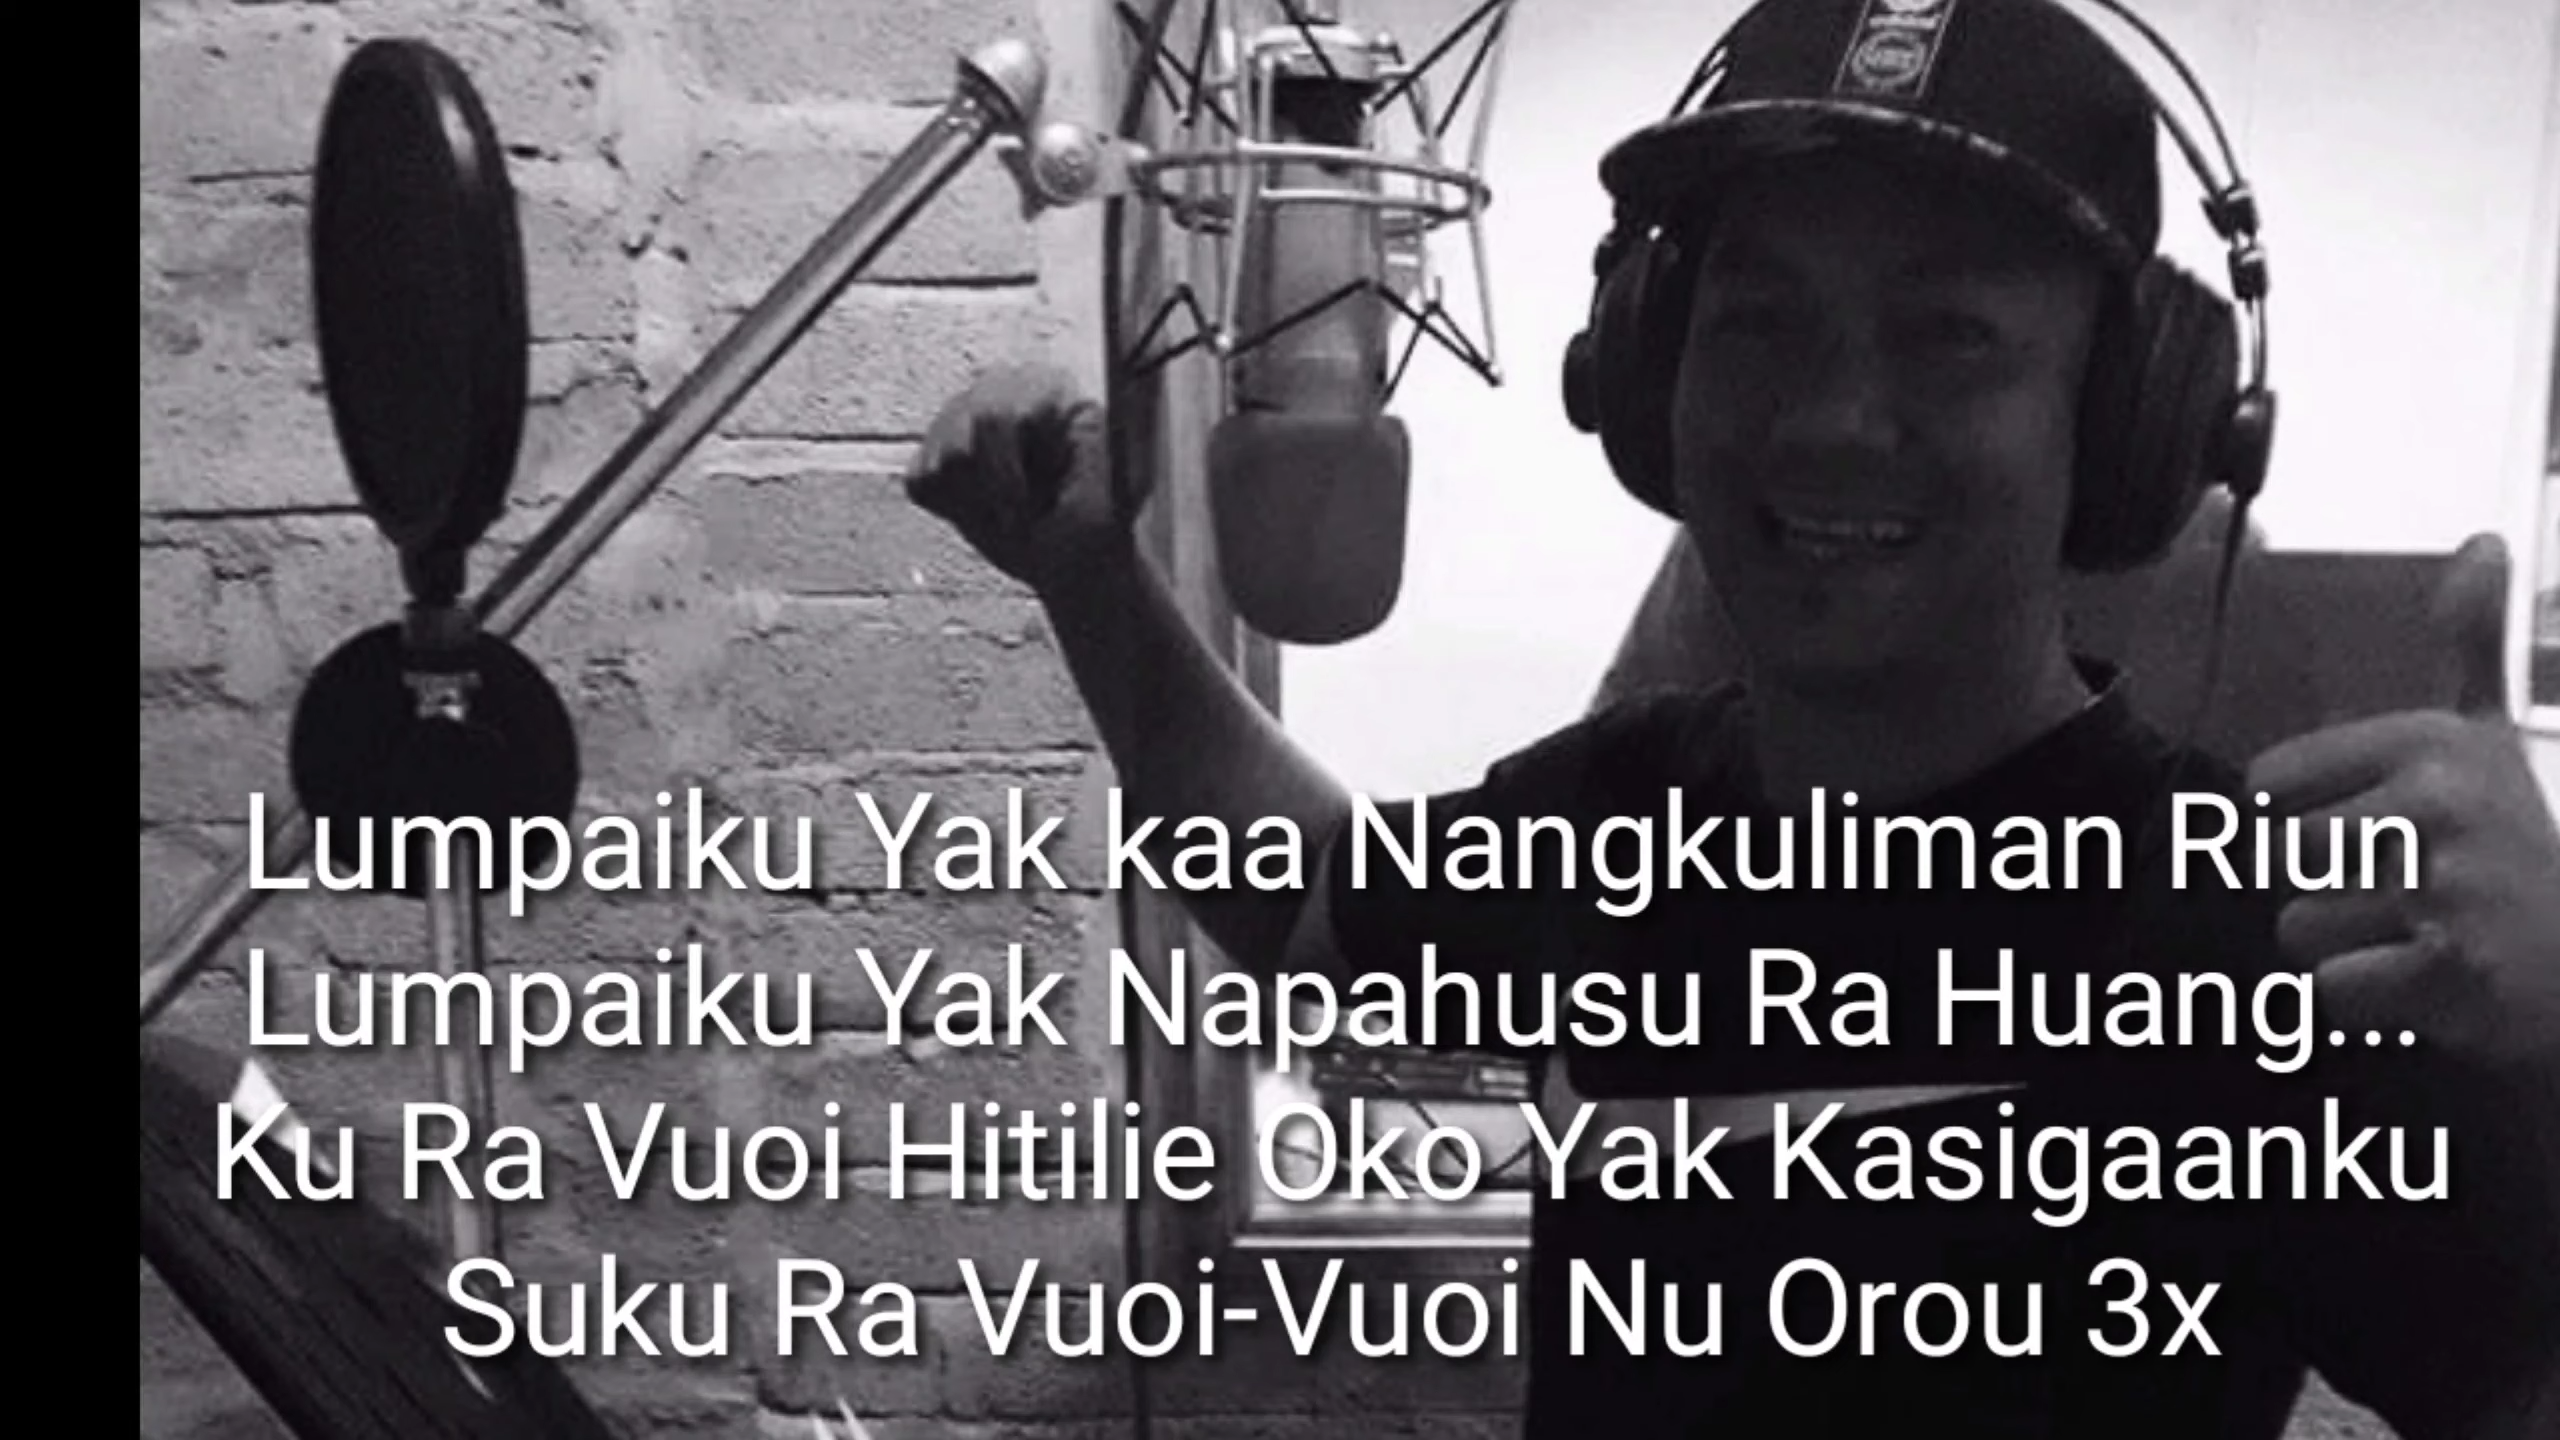 Lumpaiku Yak kaa Nangkuliman Riun
Lumpaiku Yak Napahusu Ra Huang...
Ku Ra Vuoi Hitilie Oko Yak Kasigaanku
Suku Ra Vuoi-Vuoi Nu Orou 3x